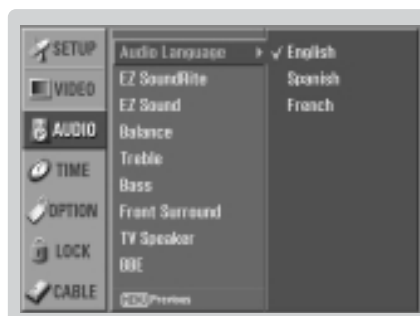 SETUP
VIDEO
AUDIO
TIME
OPTION
LOCK
CABLE
Audio Language
EZ SoundRite
EZ Sound
Balance
Treble
Bass
Front Surround
TV Speaker
BBE
MENU Previous
✓ English
Spanish
French